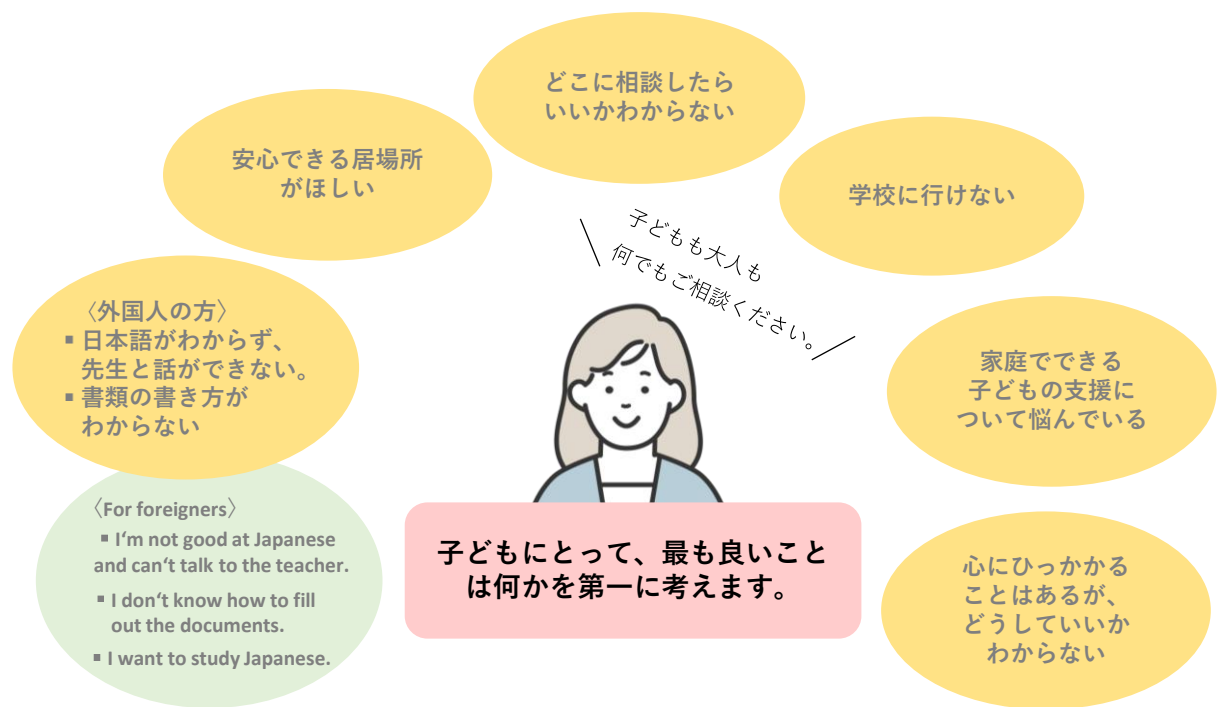 どこに相談したら
いいかわからない
安心できる居場所
がほしい
学校に行けない
子どもも大人も
何でもご相談ください。
〈外国人の方〉
▪日本語がわからず、
先生と話ができない。
▪書類の書き方が
わからない
家庭でできる
子どもの支援に
ついて悩んでいる
〈For foreigners〉
▪ I‘m not good at Japanese
and can‘t talk to the teacher.
▪ I don‘t know how to fill
out the documents.
▪ I want to study Japanese.
子どもにとって、最も良いこと
は何かを第一に考えます。
心にひっかかる
ことはあるが、
どうしていいか
わからない